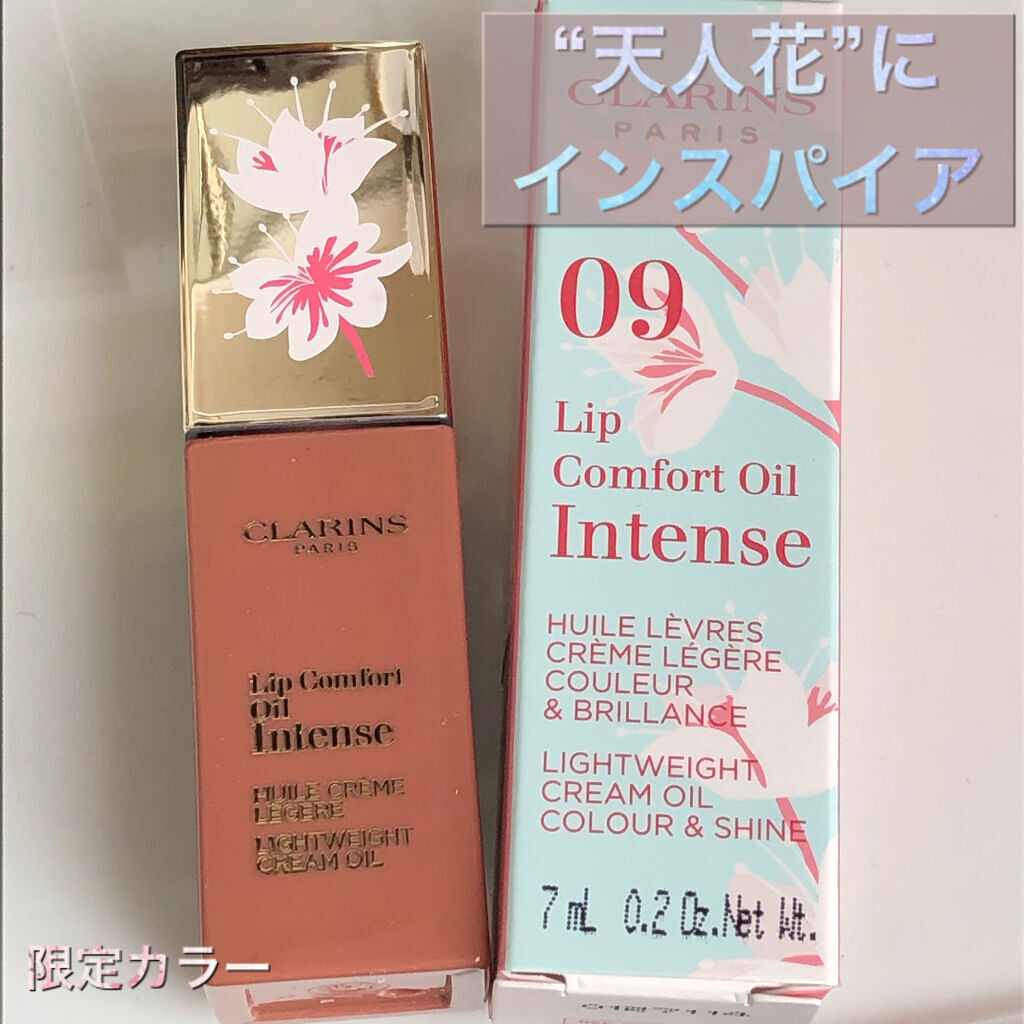 “天人花”に
インスパイア
CLARINS
PARIS
09
Lip
Comfort Oil
Intense
HUILE LÈVRES
CRÈME LÉGÈRE
COULEUR
& BRILLANCE
LIGHTWEIGHT
CREAM OIL
COLOUR & SHINE
7 mL 0.2 Oz. Net Wt.
CLARINS
PARIS
Lip Comfort
Oil
Intense
HUILE CRÈME
LÉGÈRE
LIGHTWEIGHT
CREAM OIL
限定カラー